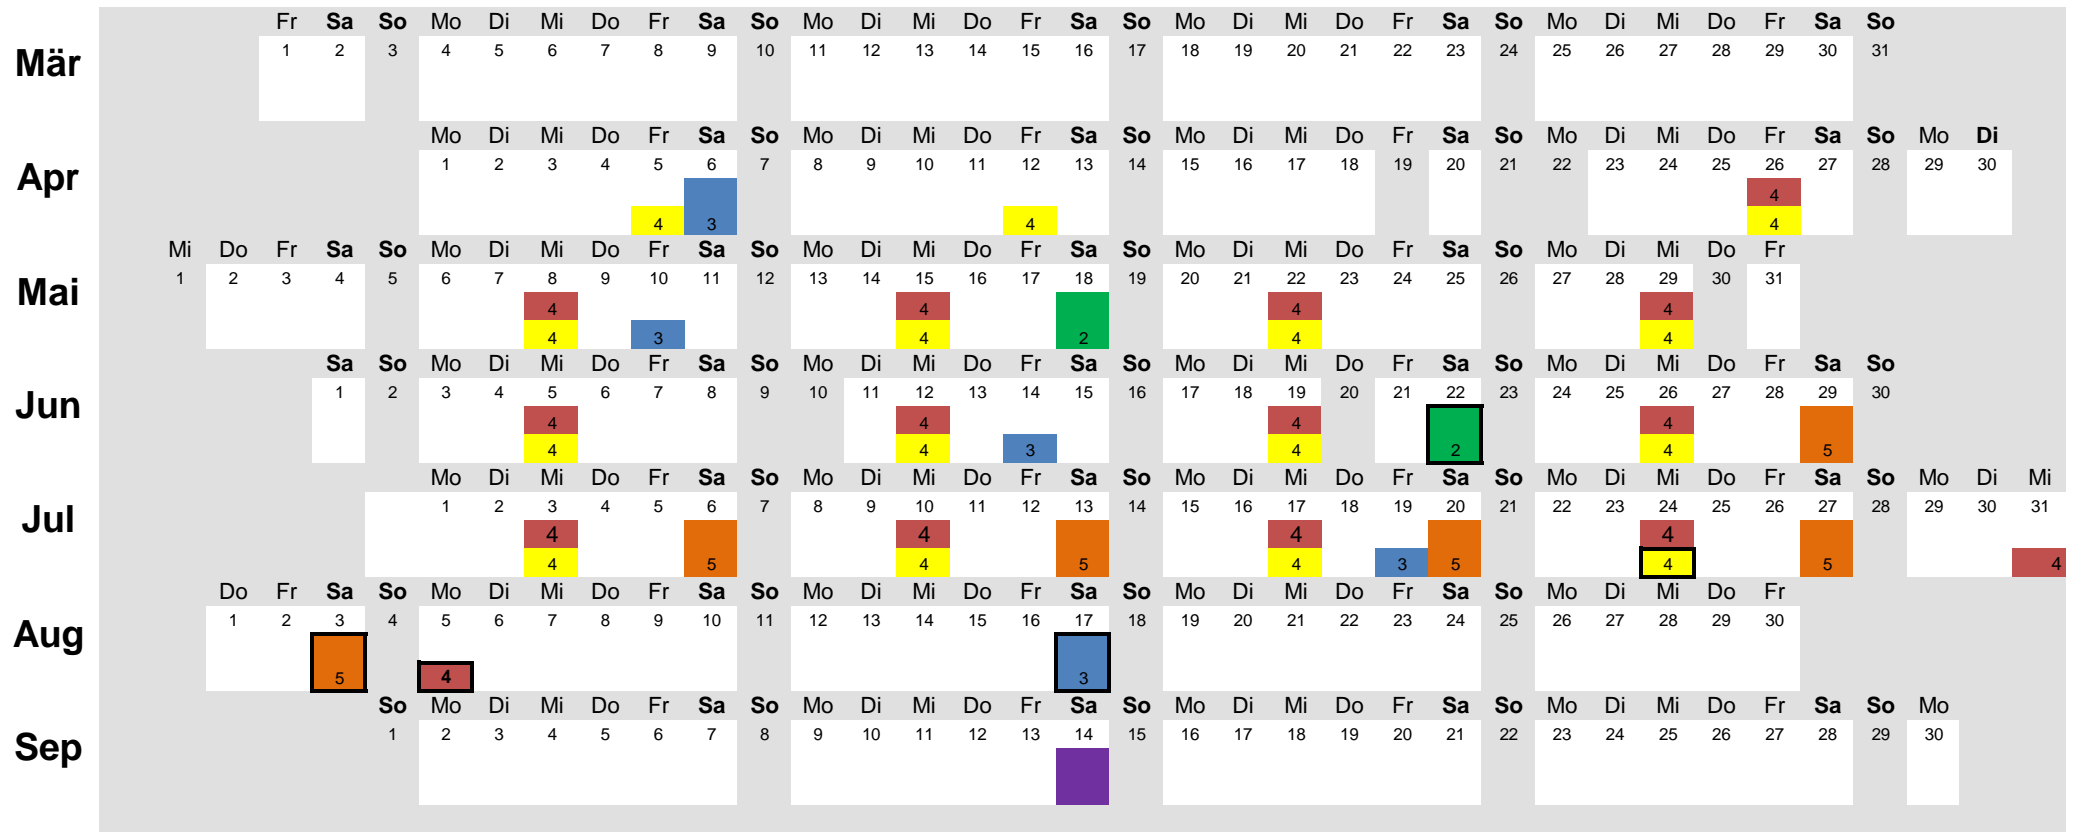 Fr Sa So Mo Di Mi Do Fr Sa So Mo Di Mi Do Fr Sa So Mo Di Mi Do Fr Sa So Mo Di Mi Do Fr Sa So
Mär
1 2 3 4 5 6 7 8 9 10 11 12 13 14 15 16 17 18 19 20 21 22 23 24 25 26 27 28 29 30 31
Mo Di Mi Do Fr Sa So Mo Di Mi Do Fr Sa So Mo Di Mi Do Fr Sa So Mo Di Mi Do Fr Sa So Mo Di
Apr
1 2 3 4 5 6 7 8 9 10 11 12 13 14 15 16 17 18 19 20 21 22 23 24 25 26 27 28 29 30
4
4 3 4 4
Mi Do Fr Sa So Mo Di Mi Do Fr Sa So Mo Di Mi Do Fr Sa So Mo Di Mi Do Fr Sa So Mo Di Mi Do Fr
Mai
1 2 3 4 5 6 7 8 9 10 11 12 13 14 15 16 17 18 19 20 21 22 23 24 25 26 27 28 29 30 31
4 4 4 4
4 3 4 2 4 4
Sa So Mo Di Mi Do Fr Sa So Mo Di Mi Do Fr Sa So Mo Di Mi Do Fr Sa So Mo Di Mi Do Fr Sa So
Jun
1 2 3 4 5 6 7 8 9 10 11 12 13 14 15 16 17 18 19 20 21 22 23 24 25 26 27 28 29 30
4 4 4 4
4 4 3 4 2 4 5
Mo Di Mi Do Fr Sa So Mo Di Mi Do Fr Sa So Mo Di Mi Do Fr Sa So Mo Di Mi Do Fr Sa So Mo Di Mi
Jul
1 2 3 4 5 6 7 8 9 10 11 12 13 14 15 16 17 18 19 20 21 22 23 24 25 26 27 28 29 30 31
4 4 4 4
4 5 4 5 4 3 5 4 5 4
Do Fr Sa So Mo Di Mi Do Fr Sa So Mo Di Mi Do Fr Sa So Mo Di Mi Do Fr Sa So Mo Di Mi Do Fr
Aug
1 2 3 4 5 6 7 8 9 10 11 12 13 14 15 16 17 18 19 20 21 22 23 24 25 26 27 28 29 30
5 4 3
So Mo Di Mi Do Fr Sa So Mo Di Mi Do Fr Sa So Mo Di Mi Do Fr Sa So Mo Di Mi Do Fr Sa So Mo
Sep
1 2 3 4 5 6 7 8 9 10 11 12 13 14 15 16 17 18 19 20 21 22 23 24 25 26 27 28 29 30